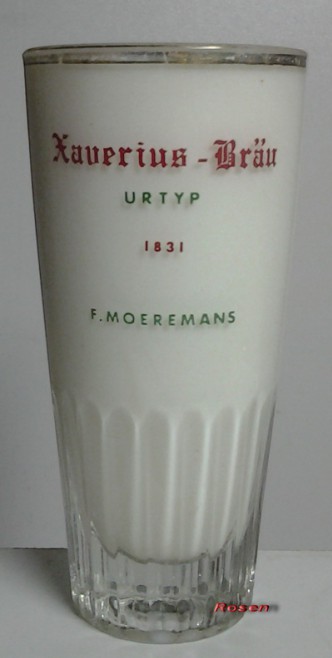 Xaverius-Bräu
URTYP
1831
F.MOEREMANS
Rosen